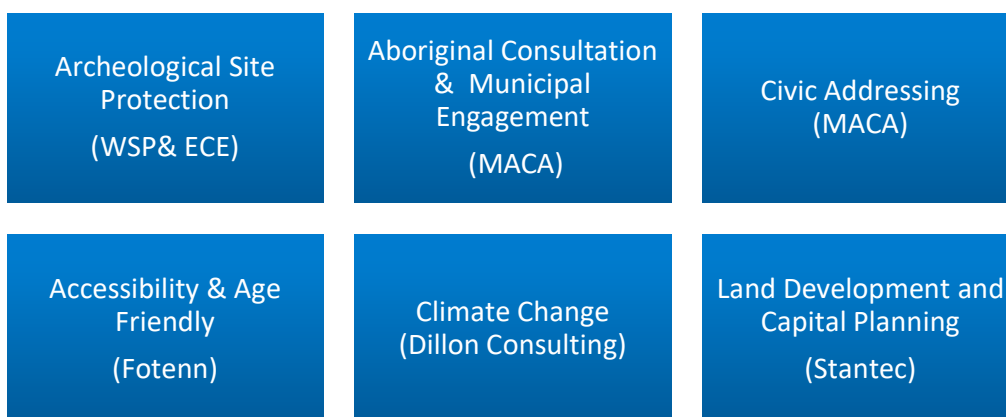 Archeological Site
Protection
(WSP& ECE)
Aboriginal Consultation
& Municipal
Engagement
(MACA)
Civic Addressing
(MACA)
Accessibility & Age
Friendly
(Fotenn)
Climate Change
(Dillon Consulting)
Land Development and
Capital Planning
(Stantec)